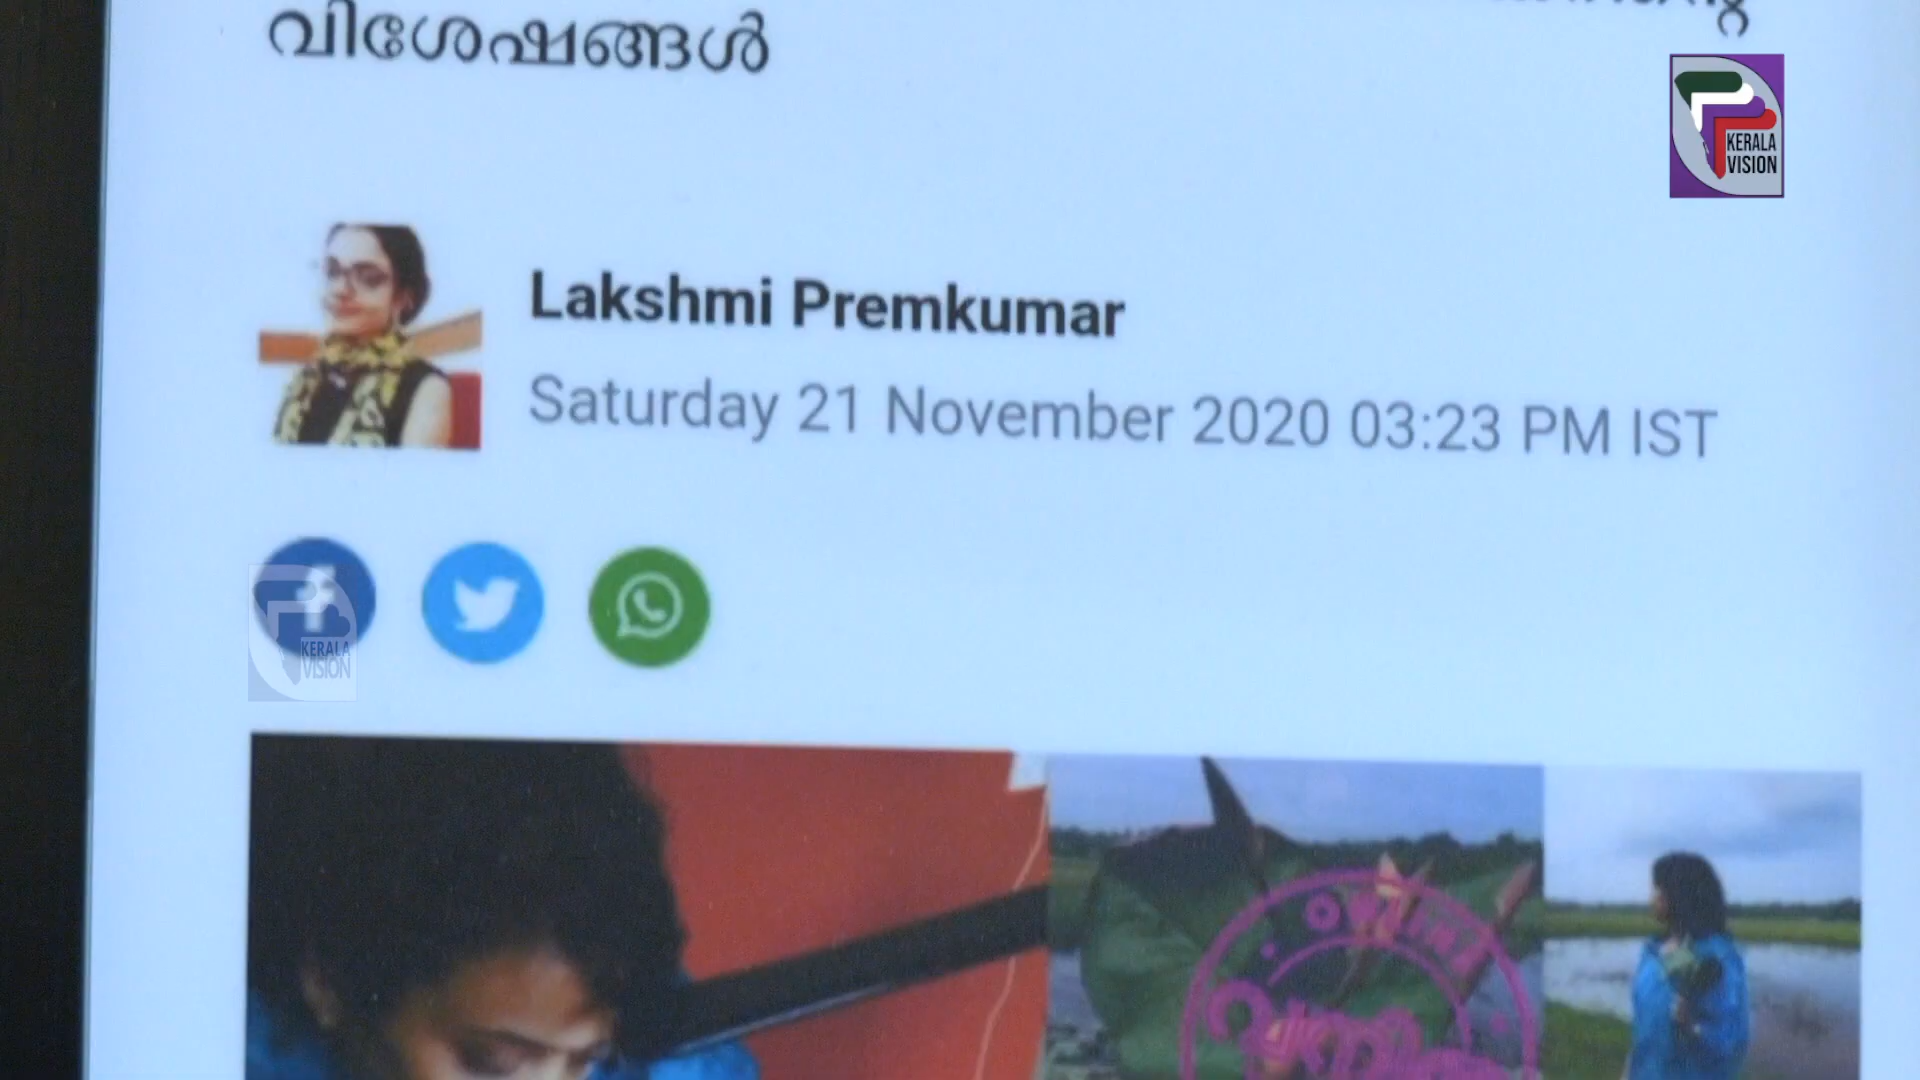 വിശേഷങ്ങൾ
KERALA
VISION
Lakshmi Premkumar
Saturday 21 November 2020 03:23 PM IST
KERALA
VISION